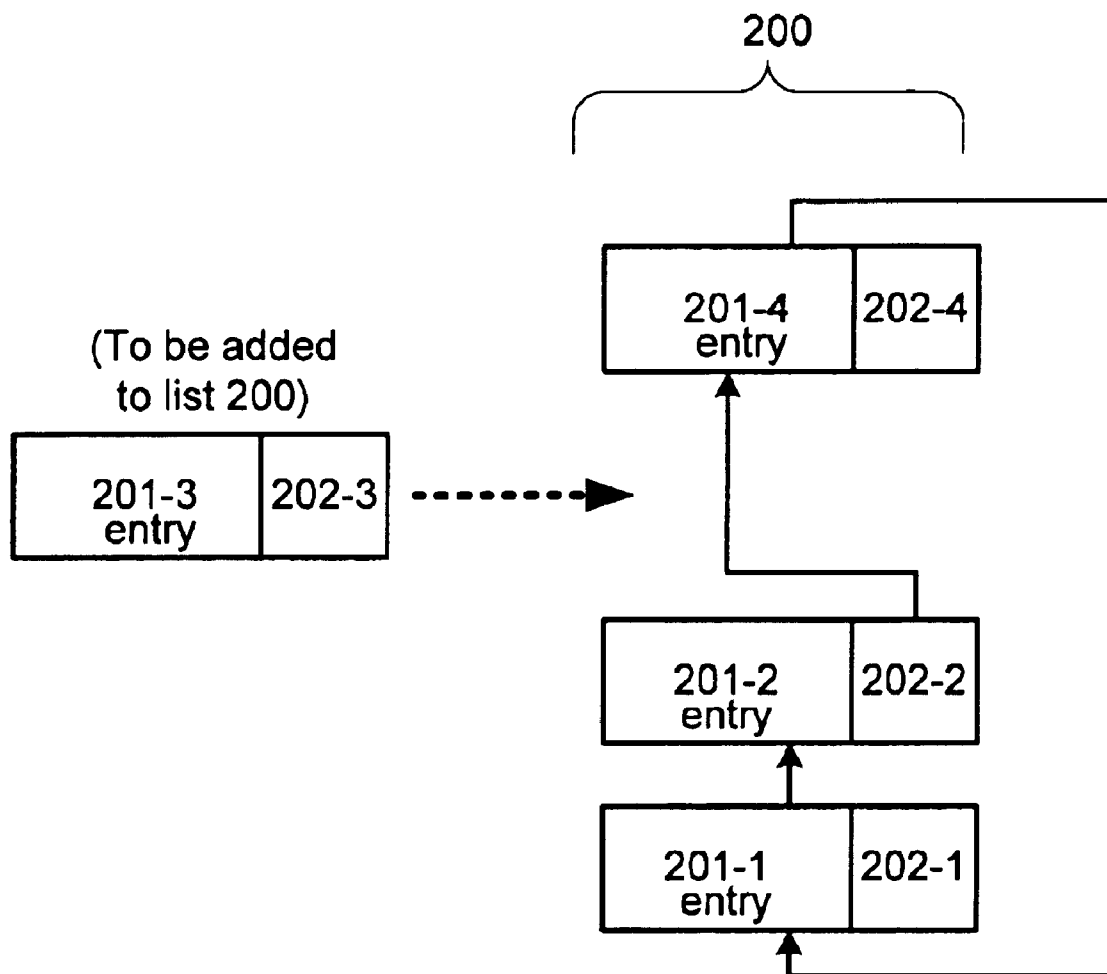 200
201-4 202-4
entry
(To be added
to list 200)
201-3 202-3
entry
201-2 202-2
entry
201-1 202-1
entry